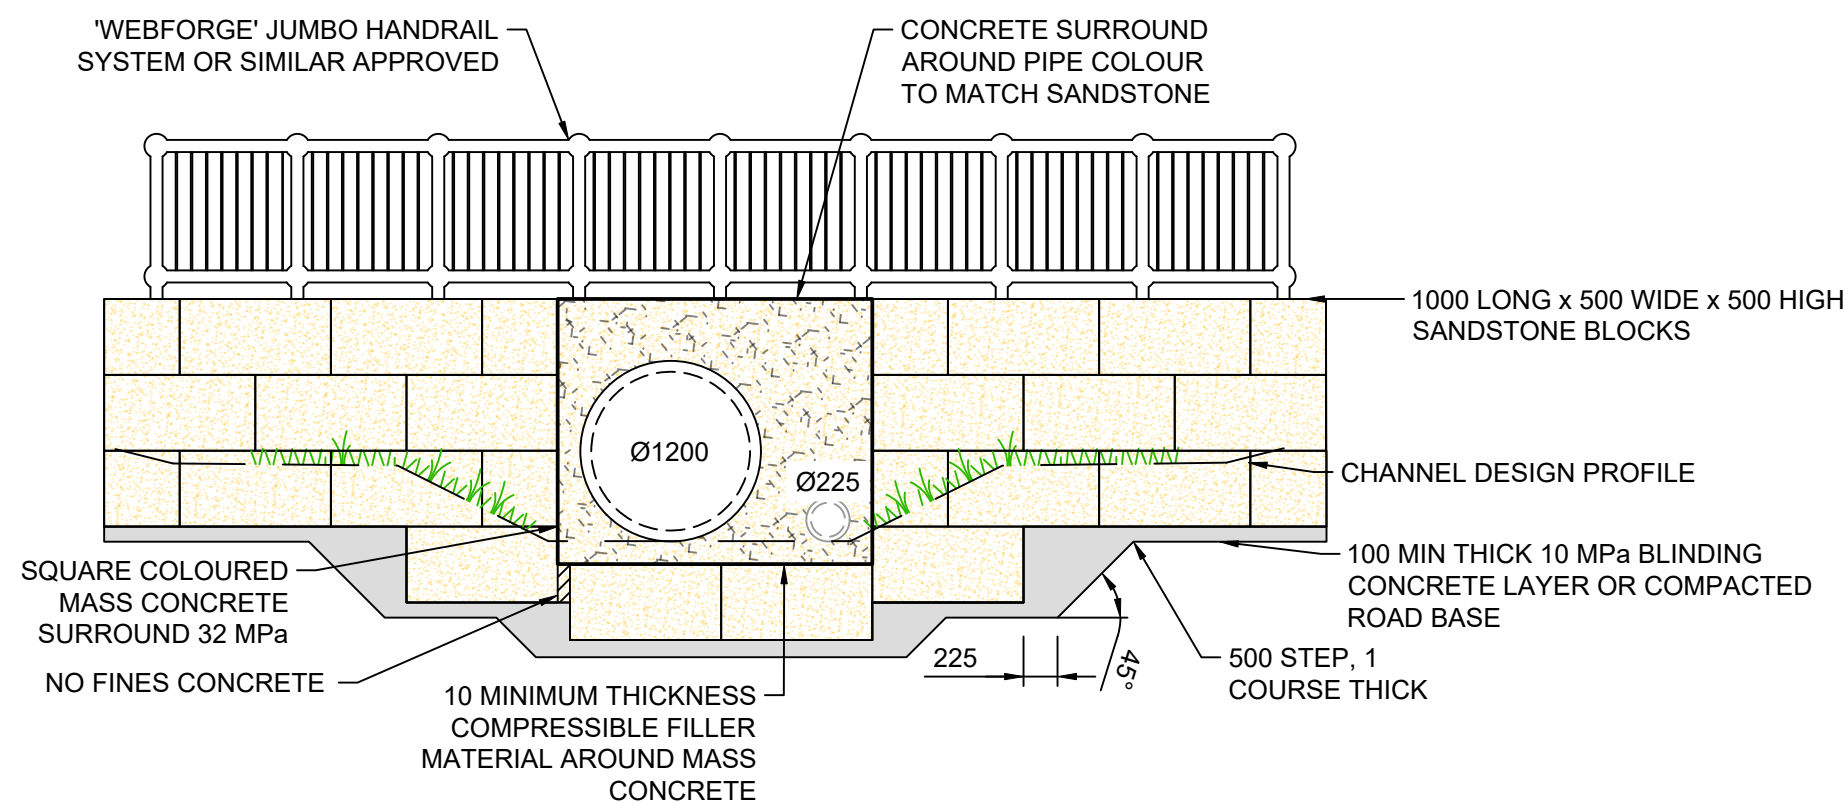 'WEBFORGE' JUMBO HANDRAIL
SYSTEM OR SIMILAR APPROVED
CONCRETE SURROUND
AROUND PIPE COLOUR
TO MATCH SANDSTONE
1000 LONG x 500 WIDE x 500 HIGH
SANDSTONE BLOCKS
Ø1200
Ø225
CHANNEL DESIGN PROFILE
100 MIN THICK 10 MPa BLINDING
CONCRETE LAYER OR COMPACTED
ROAD BASE
SQUARE COLOURED
MASS CONCRETE
SURROUND 32 MPa
NO FINES CONCRETE
10 MINIMUM THICKNESS
COMPRESSIBLE FILLER
MATERIAL AROUND MASS
CONCRETE
225
45°
500 STEP, 1
COURSE THICK